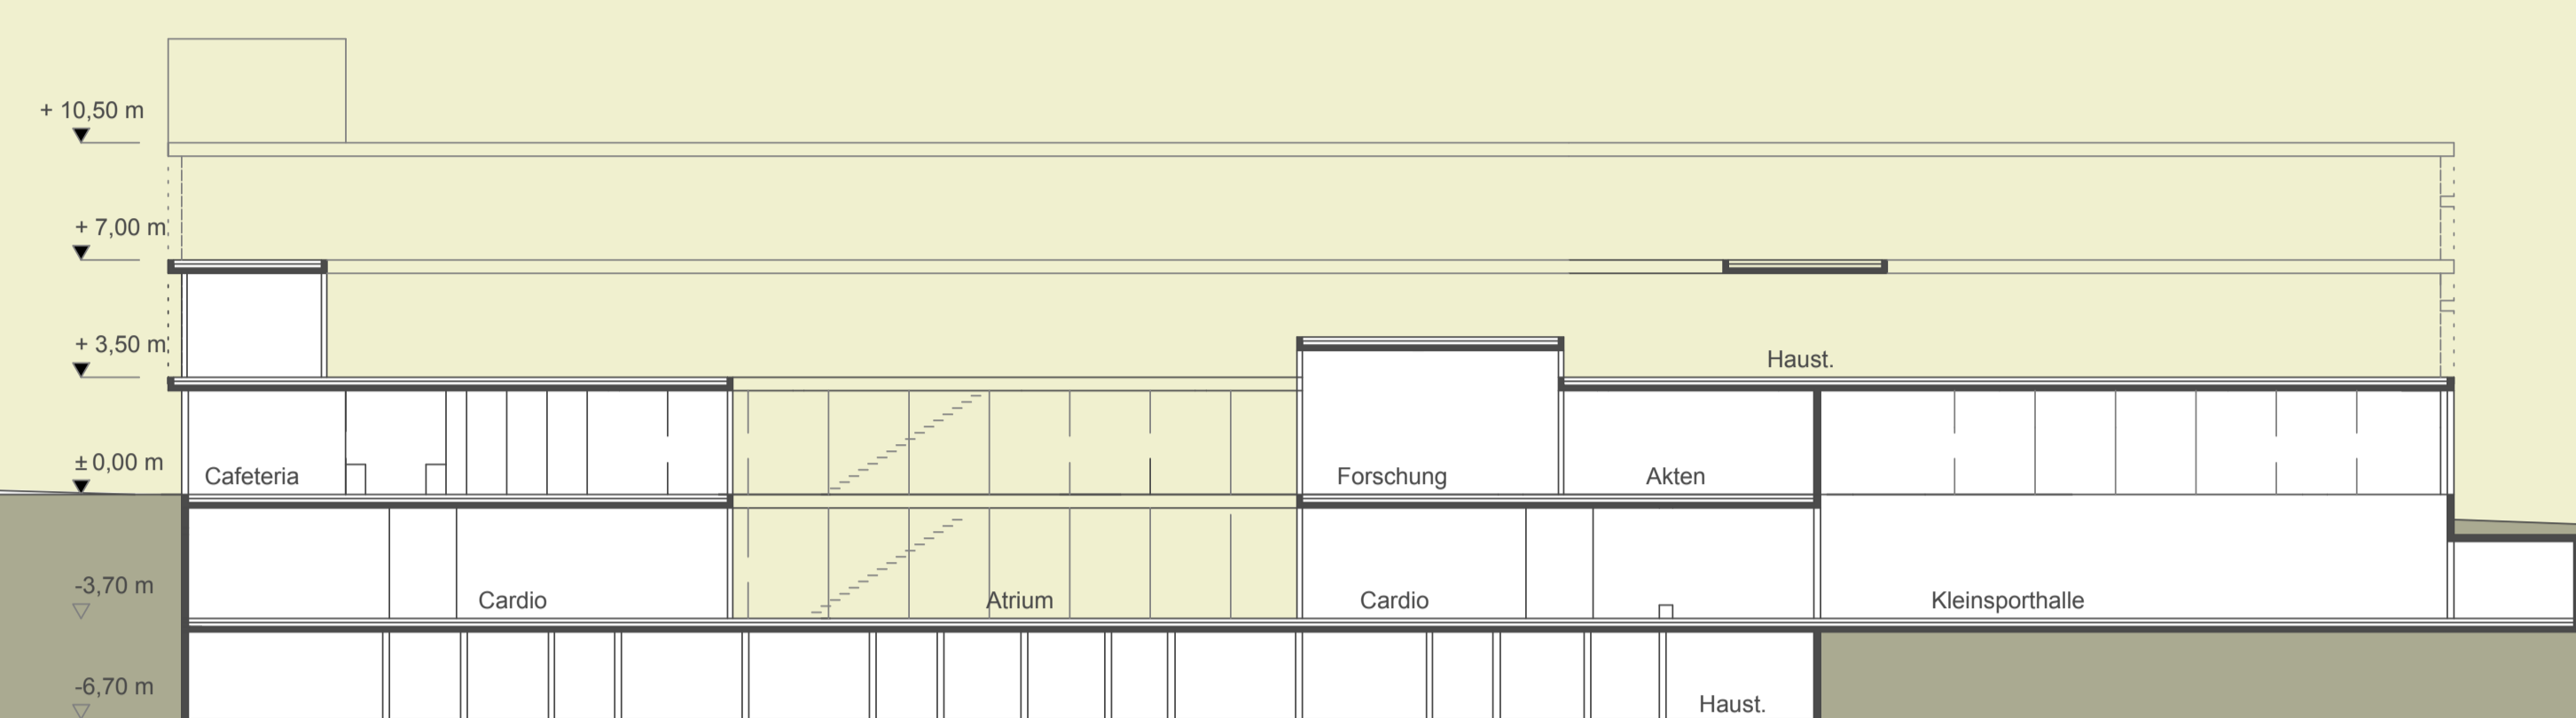 + 10,50 m
+ 7,00 m
+ 3,50 m
Haust.
± 0,00 m
Cafeteria
Forschung
Akten
-3,70 m
Cardio
Atrium
Cardio
Kleinsporthalle
-6,70 m
Haust.